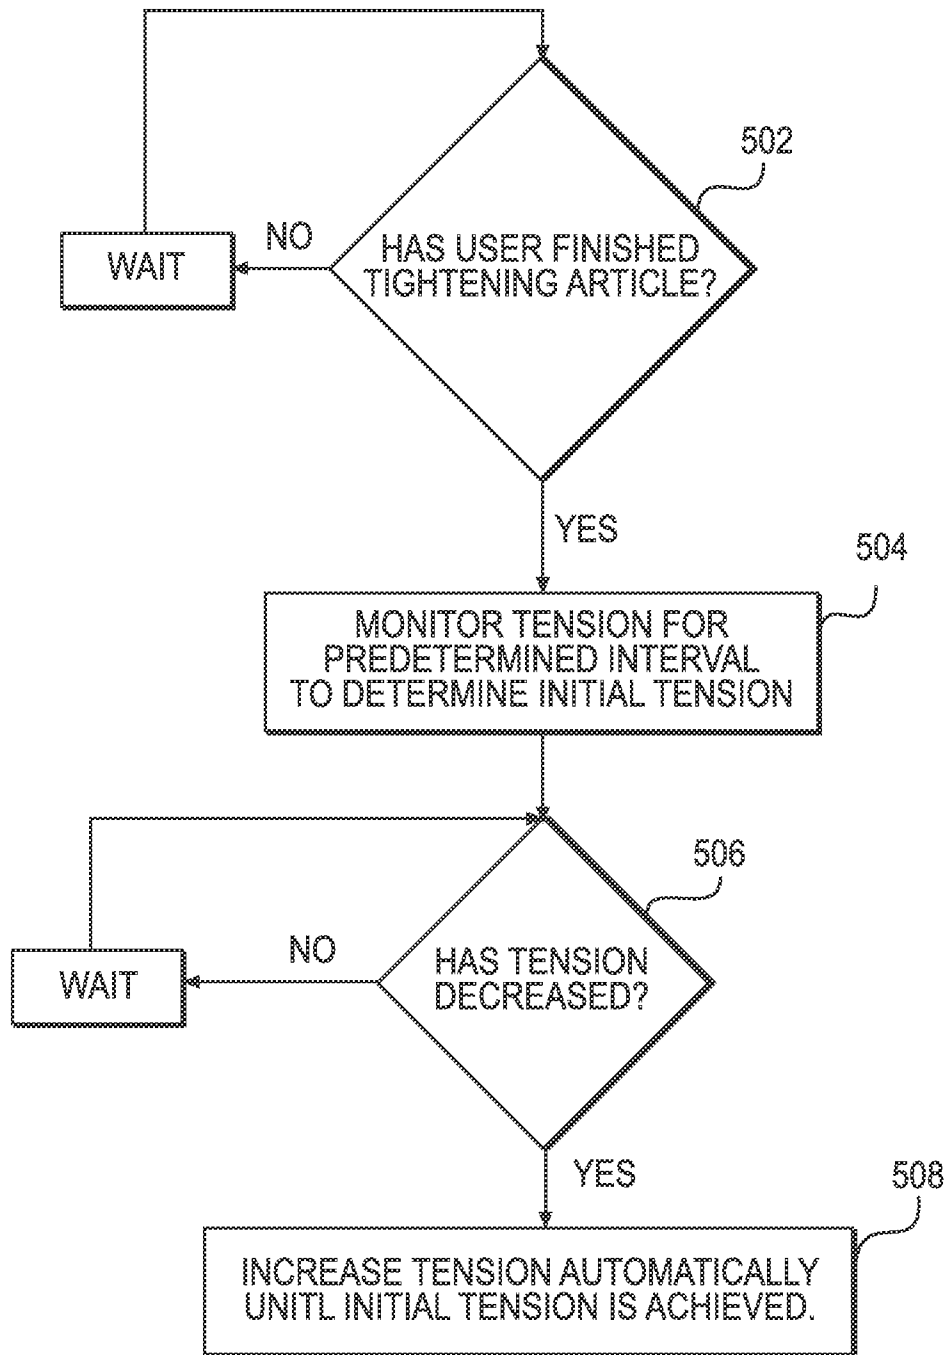 502
HAS USER FINISHED
TIGHTENING ARTICLE?
NO
WAIT
YES
504
MONITOR TENSION FOR
PREDETERMINED INTERVAL
TO DETERMINE INITIAL TENSION
506
HAS TENSION
DECREASED?
NO
WAIT
YES
508
INCREASE TENSION AUTOMATICALLY
UNITL INITIAL TENSION IS ACHIEVED.